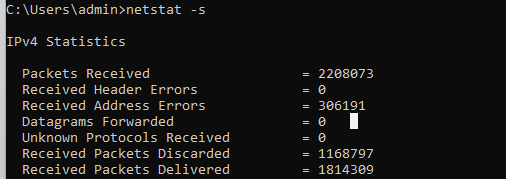 C:\Users\admin>netstat -s
IPv4 Statistics
Packets Received = 2208073
Received Header Errors = 0
Received Address Errors = 306191
Datagrams Forwarded = 0
Unknown Protocols Received = 0
Received Packets Discarded = 1168797
Received Packets Delivered = 1814309